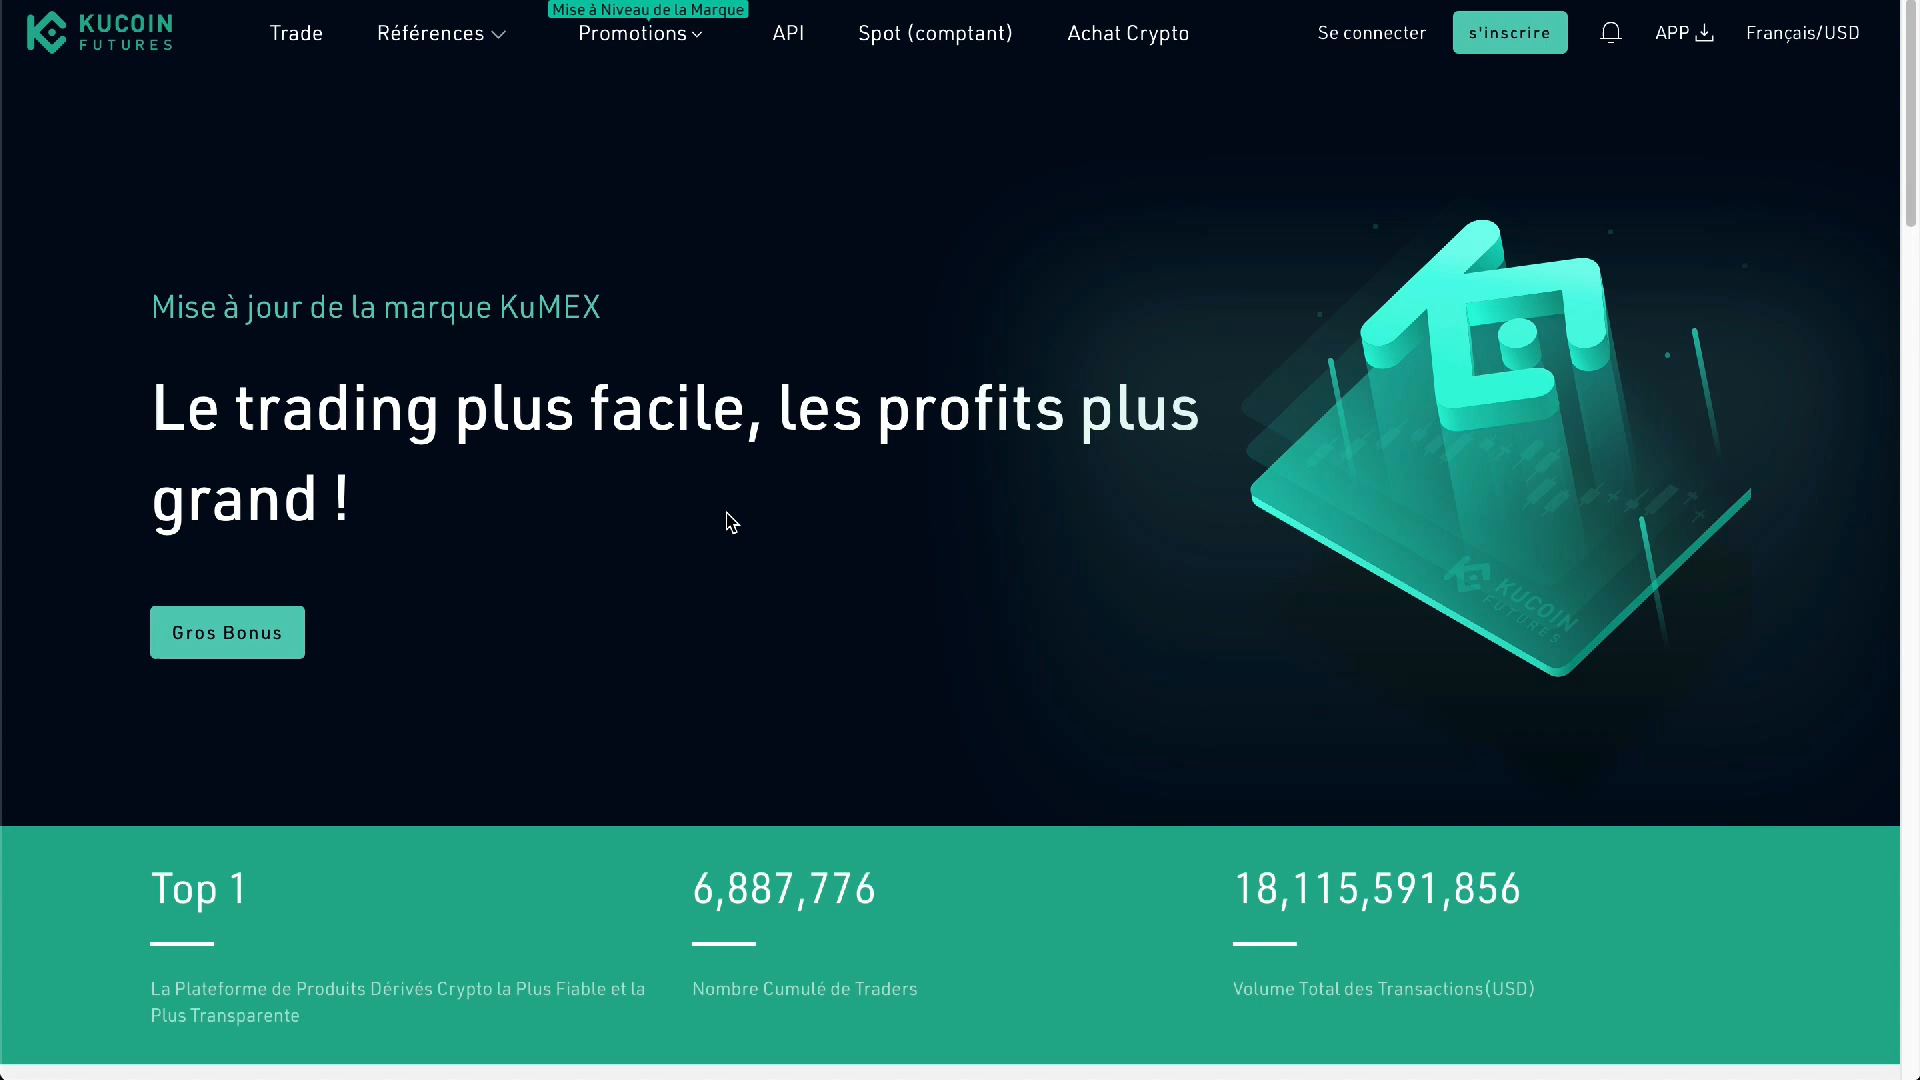 KUCOIN
FUTURES
Trade
Références
Mise à Niveau de la Marque
Promotions
API
Spot (comptant)
Achat Crypto
Se connecter
s'inscrire
APP
Français/USD
Mise à jour de la marque KuMEX
Le trading plus facile, les profits plus
grand !
Gros Bonus
KUCOIN
FUTURES
Top 1
La Plateforme de Produits Dérivés Crypto la Plus Fiable et la
Plus Transparente
6,887,776
Nombre Cumulé de Traders
18,115,591,856
Volume Total des Transactions(USD)